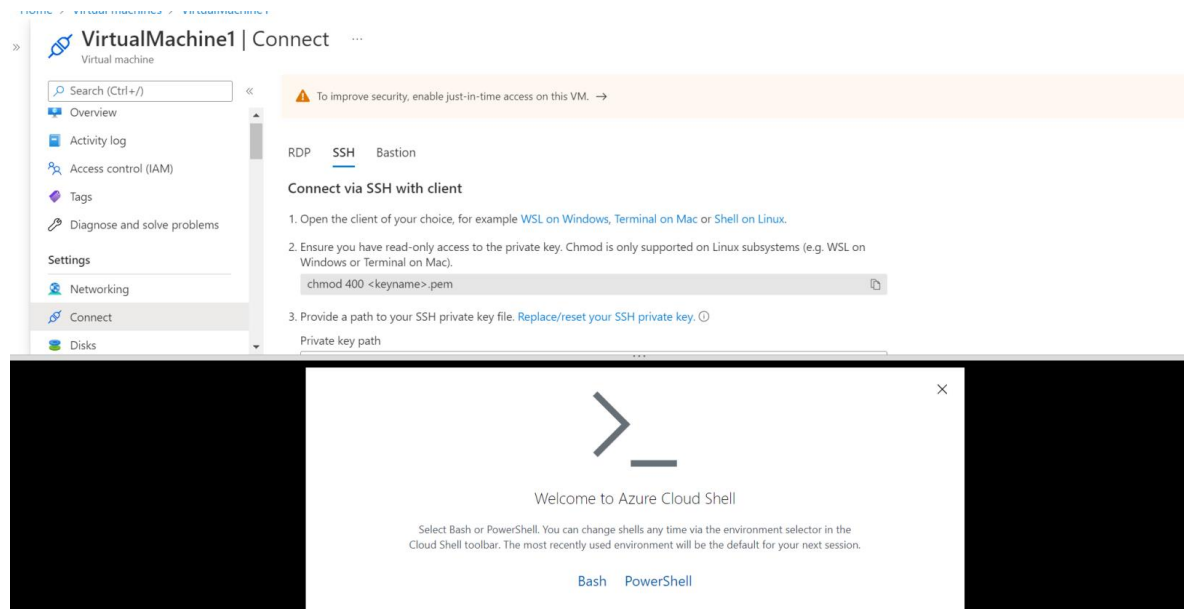 Home > Virtual machines > VirtualMachine1
VirtualMachine1 | Connect ...
Virtual machine
Search (Ctrl+/)
Overview
Activity log
Access control (IAM)
Tags
Diagnose and solve problems
Settings
Networking
Connect
Disks
To improve security, enable just-in-time access on this VM. →
RDP SSH Bastion
Connect via SSH with client
1. Open the client of your choice, for example WSL on Windows, Terminal on Mac or Shell on Linux.
2. Ensure you have read-only access to the private key. Chmod is only supported on Linux subsystems (e.g. WSL on
Windows or Terminal on Mac).
chmod 400 <keyname>.pem
3. Provide a path to your SSH private key file. Replace/reset your SSH private key.
Private key path
Welcome to Azure Cloud Shell
Select Bash or PowerShell. You can change shells any time via the environment selector in the
Cloud Shell toolbar. The most recently used environment will be the default for your next session.
Bash PowerShell